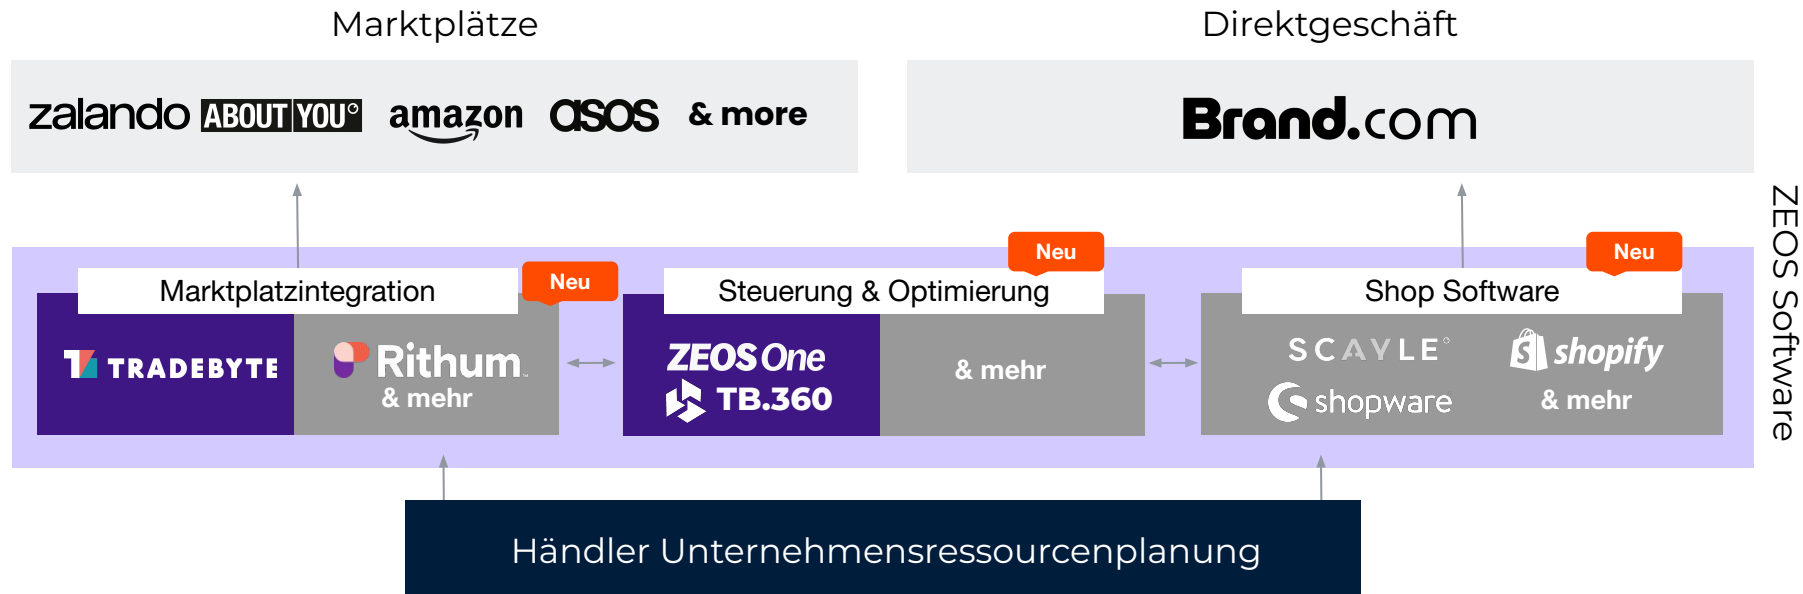 Marktplätze
Direktgeschäft
zalando ABOUT YOU amazon asos & more
Brand.com
ZEOS Software
Neu
Neu
Neu
Marktplatzintegration
Steuerung & Optimierung
Shop Software
TRADEBYTE
Rithum
& mehr
ZEOS One
TB.360
& mehr
SCAYLE
shopify
shopware
& mehr
Händler Unternehmensressourcenplanung